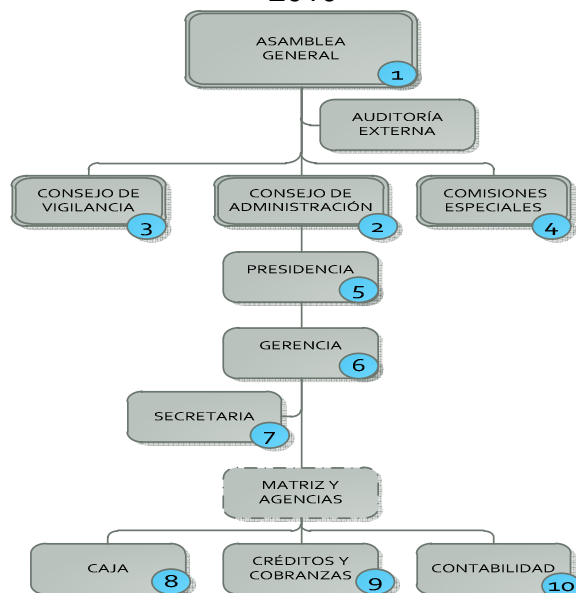 ASAMBLEA
GENERAL
1
AUDITORÍA
EXTERNA
CONSEJO DE
VIGILANCIA
3
CONSEJO DE
ADMINISTRACIÓN
2
COMISIONES
ESPECIALES
4
PRESIDENCIA
5
GERENCIA
6
SECRETARIA
7
MATRIZ Y
AGENCIAS
CAJA
8
CRÉDITOS Y
COBRANZAS
9
CONTABILIDAD
10